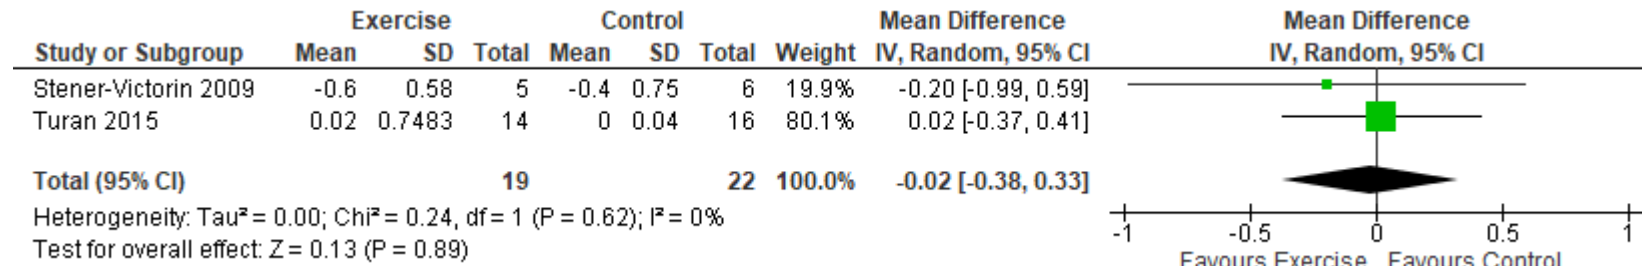 Exercise Control Mean Difference Mean Difference
Study or Subgroup Mean SD Total Mean SD Total Weight IV, Random, 95% CI IV, Random, 95% CI
Stener-Victorin 2009 -0.6 0.58 5 -0.4 0.75 6 19.9% -0.20 [-0.99, 0.59]
Turan 2015 0.02 0.7483 14 0 0.04 16 80.1% 0.02 [-0.37, 0.41]
Total (95% CI) 19 22 100.0% -0.02 [-0.38, 0.33]
Heterogeneity: Tau² = 0.00; Chi² = 0.24, df = 1 (P = 0.62); I² = 0%
Test for overall effect: Z = 0.13 (P = 0.89)
-1 -0.5 0 0.5 1
Favours Exercise Favours Control